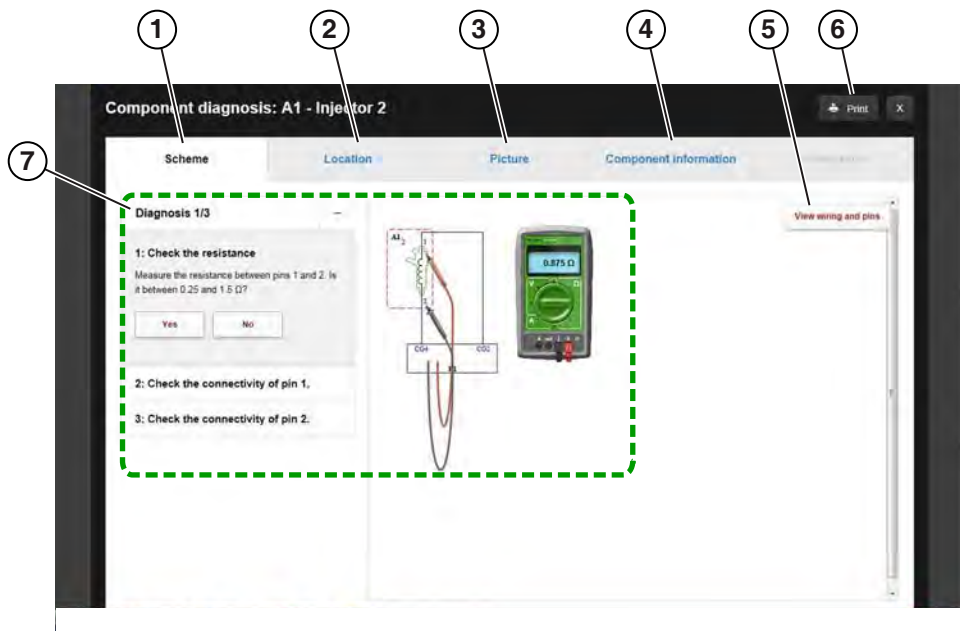 1 2 3 4 5 6
Component diagnosis: A1 - Injector 2
Print X
Scheme Location Picture Component information
7
Diagnosis 1/3 –
View wiring and pins
1: Check the resistance
Measure the resistance between pins 1 and 2. Is
it between 0.25 and 1.5 Ω?
Yes No
A1
2
1
0.875 Ω
V Ω
A
CG4 CG2
2: Check the connectivity of pin 1.
3: Check the connectivity of pin 2.